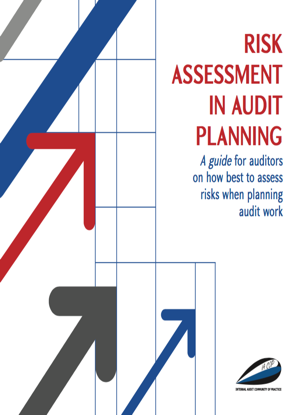 RISK
ASSESSMENT
IN AUDIT
PLANNING
A guide for auditors
on how best to assess
risks when planning
audit work
INTERNAL AUDIT COMMUNITY OF PRACTICE